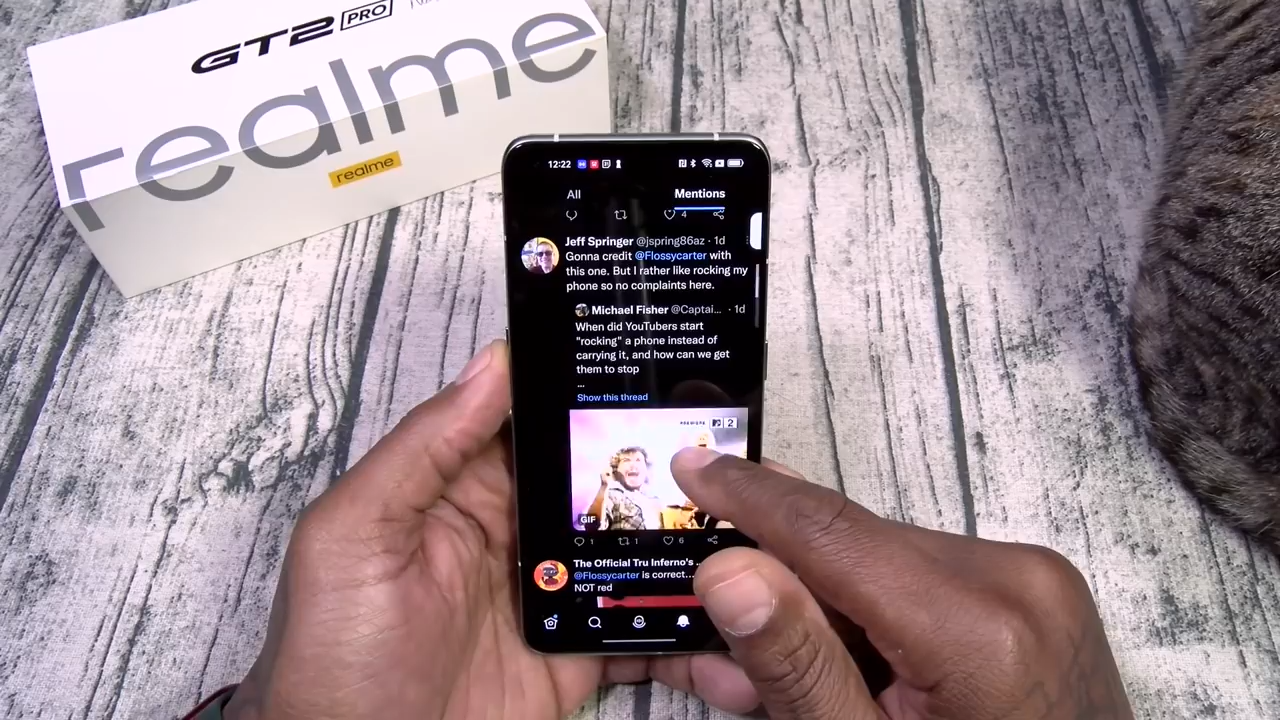 GT2 PRO
realme
realme
12:22
All Mentions
4
Jeff Springer @jspring86az · 1d
Gonna credit @Flossycarter with
this one. But I rather like rocking my
phone so no complaints here.
Michael Fisher @Captai... · 1d
When did YouTubers start
"rocking" a phone instead of
carrying it, and how can we get
them to stop
...
Show this thread
PREMIERE 2
GIF
1 1 6
The Official Tru Inferno's ...
@Flossycarter is correct...
NOT red